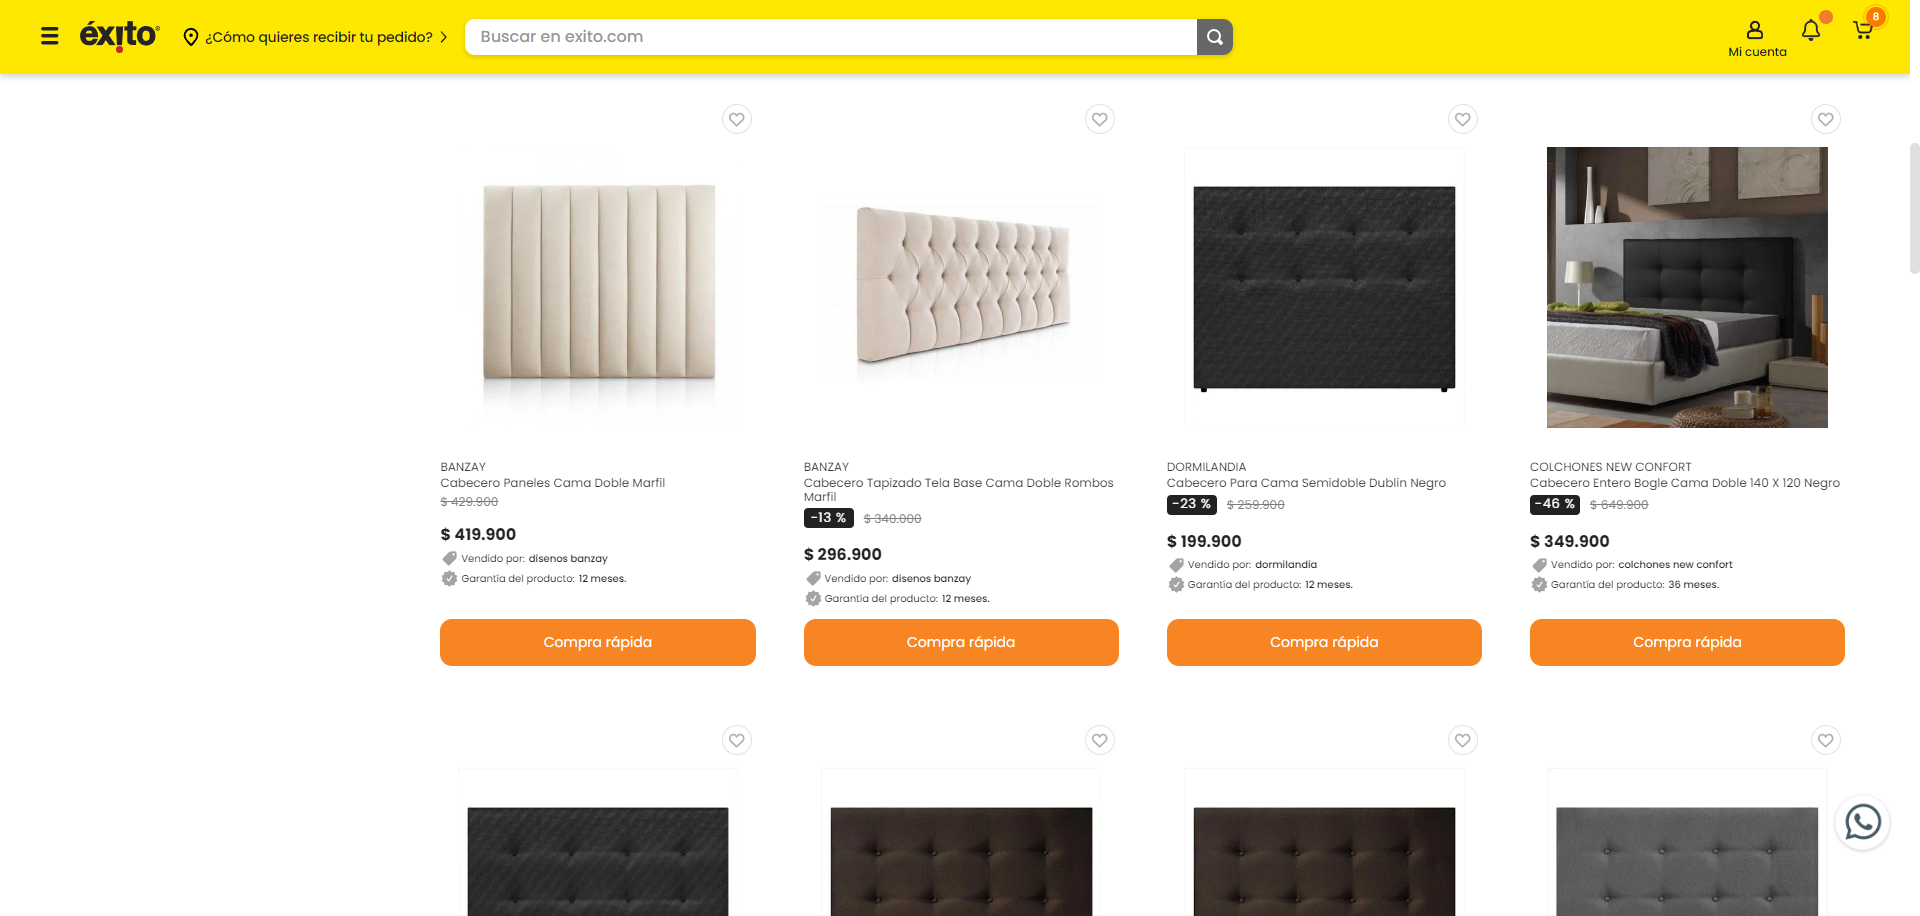 éxito
¿Cómo quieres recibir tu pedido?
Buscar en exito.com
Mi cuenta
8
BANZAY
Cabecero Paneles Cama Doble Marfil
$ 429.900
$ 419.900
Vendido por: disenos banzay
Garantía del producto: 12 meses.
Compra rápida
BANZAY
Cabecero Tapizado Tela Base Cama Doble Rombos
Marfil
-13 % $ 340.000
$ 296.900
Vendido por: disenos banzay
Garantía del producto: 12 meses.
Compra rápida
DORMILANDIA
Cabecero Para Cama Semidoble Dublin Negro
-23 % $ 259.900
$ 199.900
Vendido por: dormilandia
Garantía del producto: 12 meses.
Compra rápida
COLCHONES NEW CONFORT
Cabecero Entero Bogle Cama Doble 140 X 120 Negro
-46 % $ 649.900
$ 349.900
Vendido por: colchones new confort
Garantía del producto: 36 meses.
Compra rápida